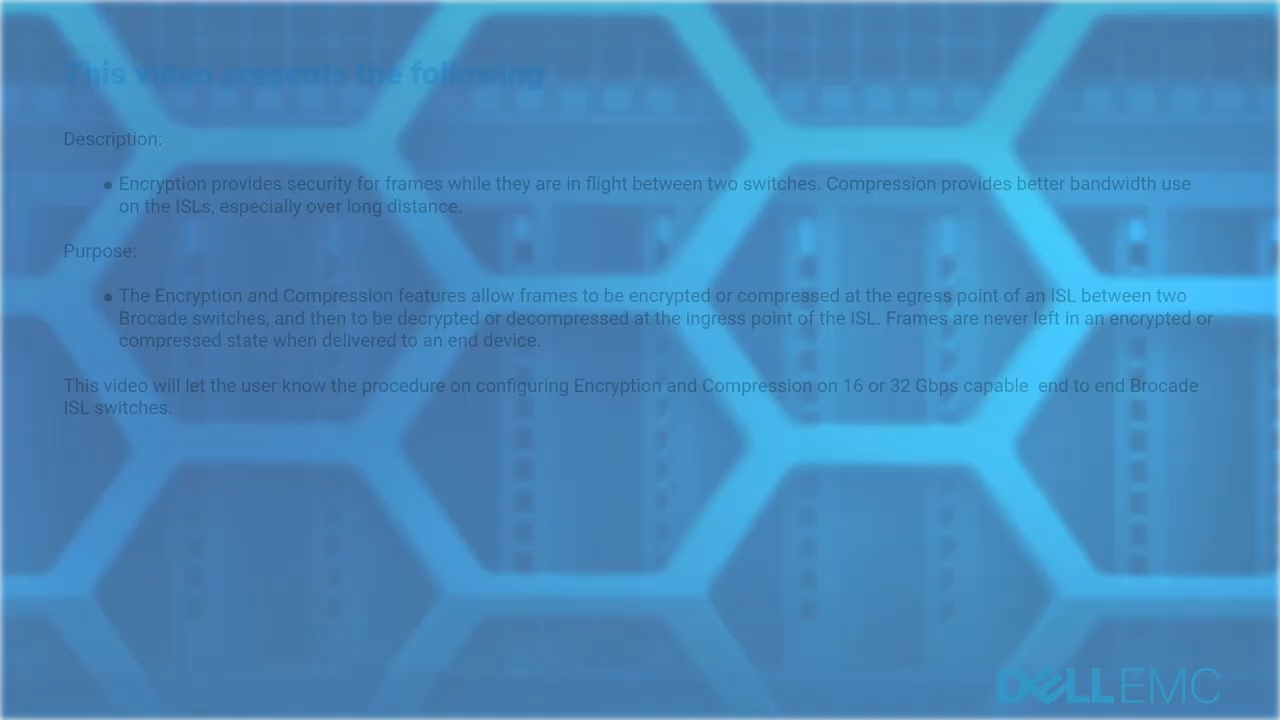 This video presents the following
Description:
● Encryption provides security for frames while they are in flight between two switches. Compression provides better bandwidth use
on the ISLs, especially over long distance.
Purpose:
● The Encryption and Compression features allow frames to be encrypted or compressed at the egress point of an ISL between two
Brocade switches, and then to be decrypted or decompressed at the ingress point of the ISL. Frames are never left in an encrypted or
compressed state when delivered to an end device.
This video will let the user know the procedure on configuring Encryption and Compression on 16 or 32 Gbps capable  end to end Brocade
ISL switches.
DELLEMC